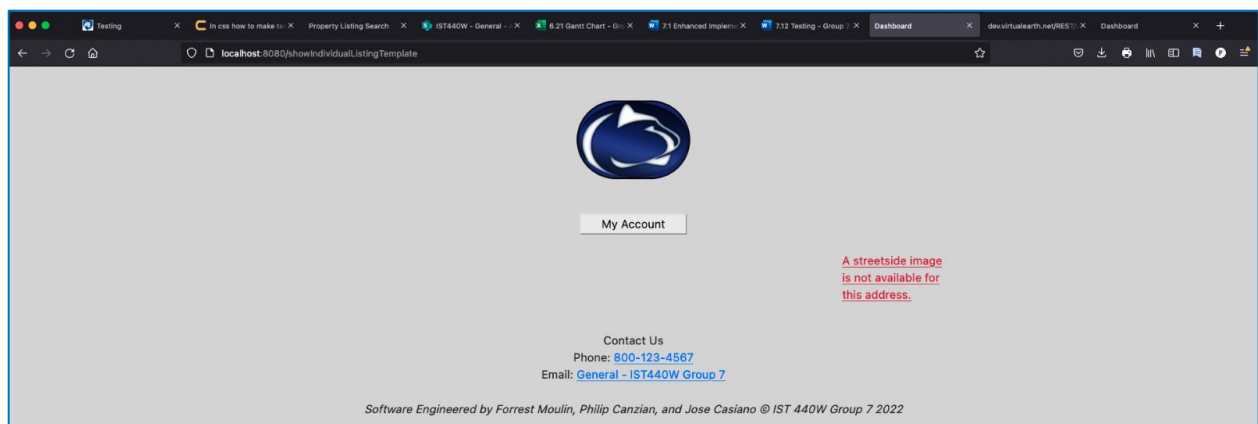 Testing
In css how to make te
Property Listing Search
IST440W - General - A
6.21 Gantt Chart - Gro
7.1 Enhanced Impleme
7.12 Testing - Group 7.
Dashboard
dev.virtualearth.net/REST/
Dashboard
localhost:8080/showIndividualListingTemplate
My Account
A streetside image
is not available for
this address.
Contact Us
Phone: 800-123-4567
Email: General - IST440W Group 7
Software Engineered by Forrest Moulin, Philip Canzian, and Jose Casiano © IST 440W Group 7 2022